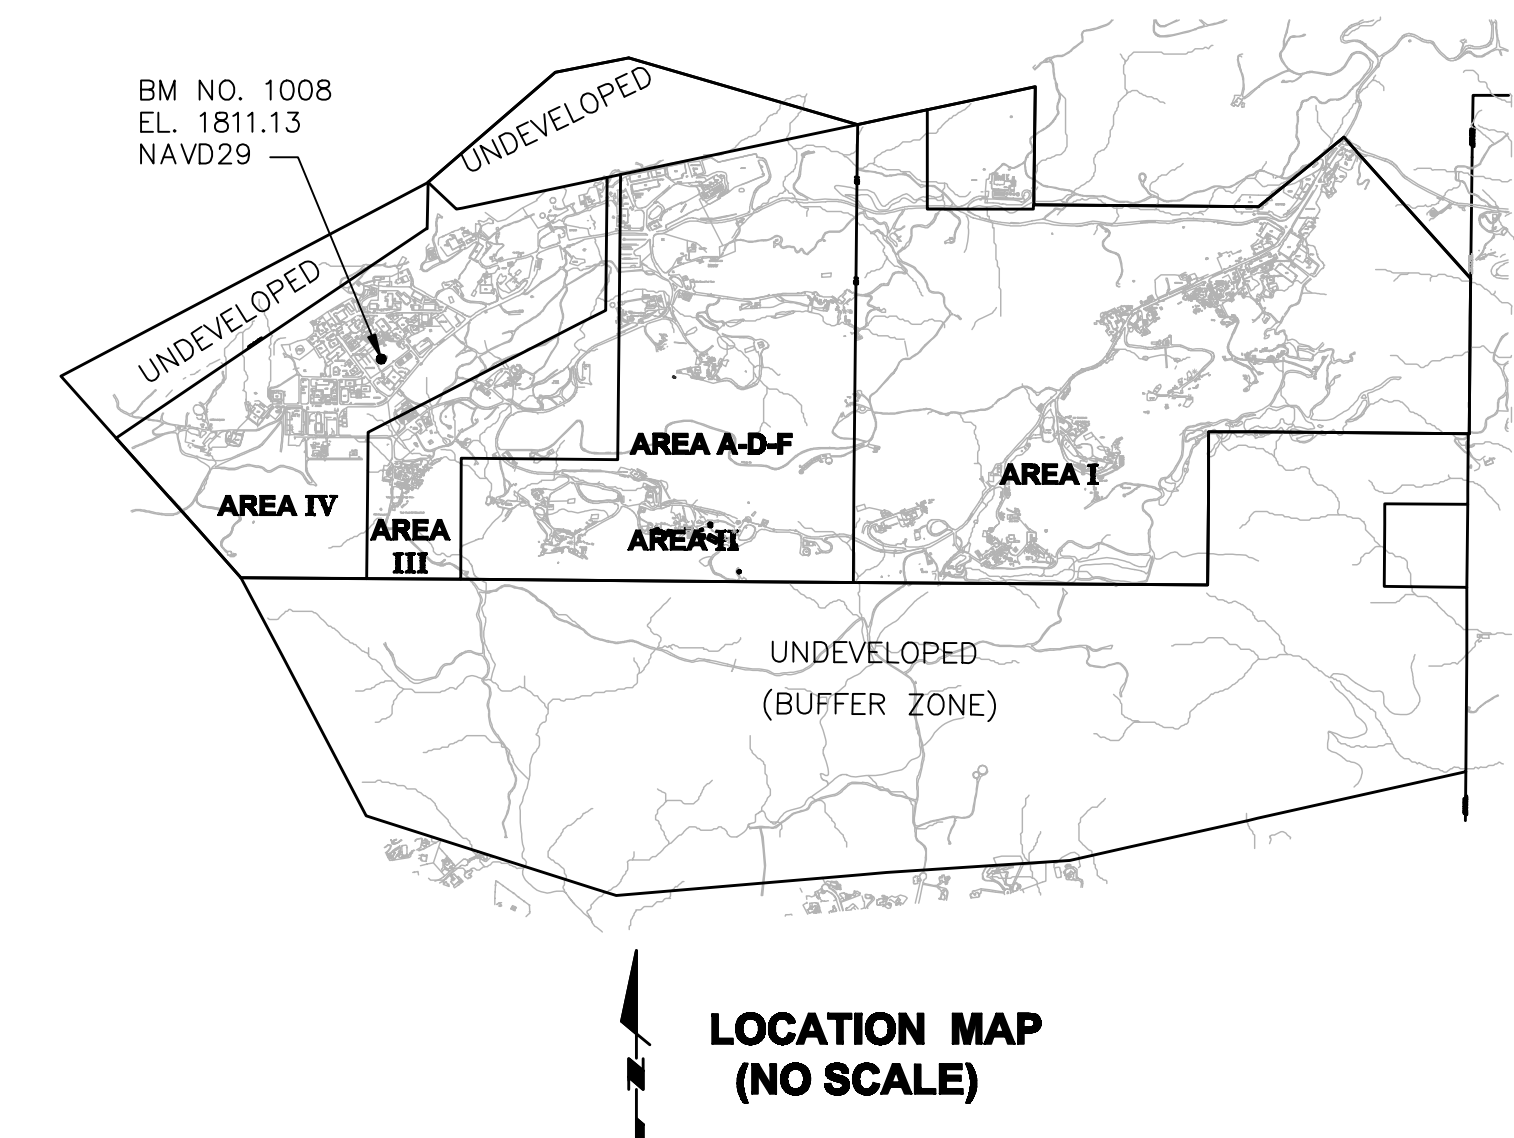 BM NO. 1008
EL. 1811.13
NAVD29
UNDEVELOPED
UNDEVELOPED
AREA A-D-F
AREA I
AREA IV
AREA
III
AREA II
UNDEVELOPED
(BUFFER ZONE)
N
LOCATION MAP
(NO SCALE)